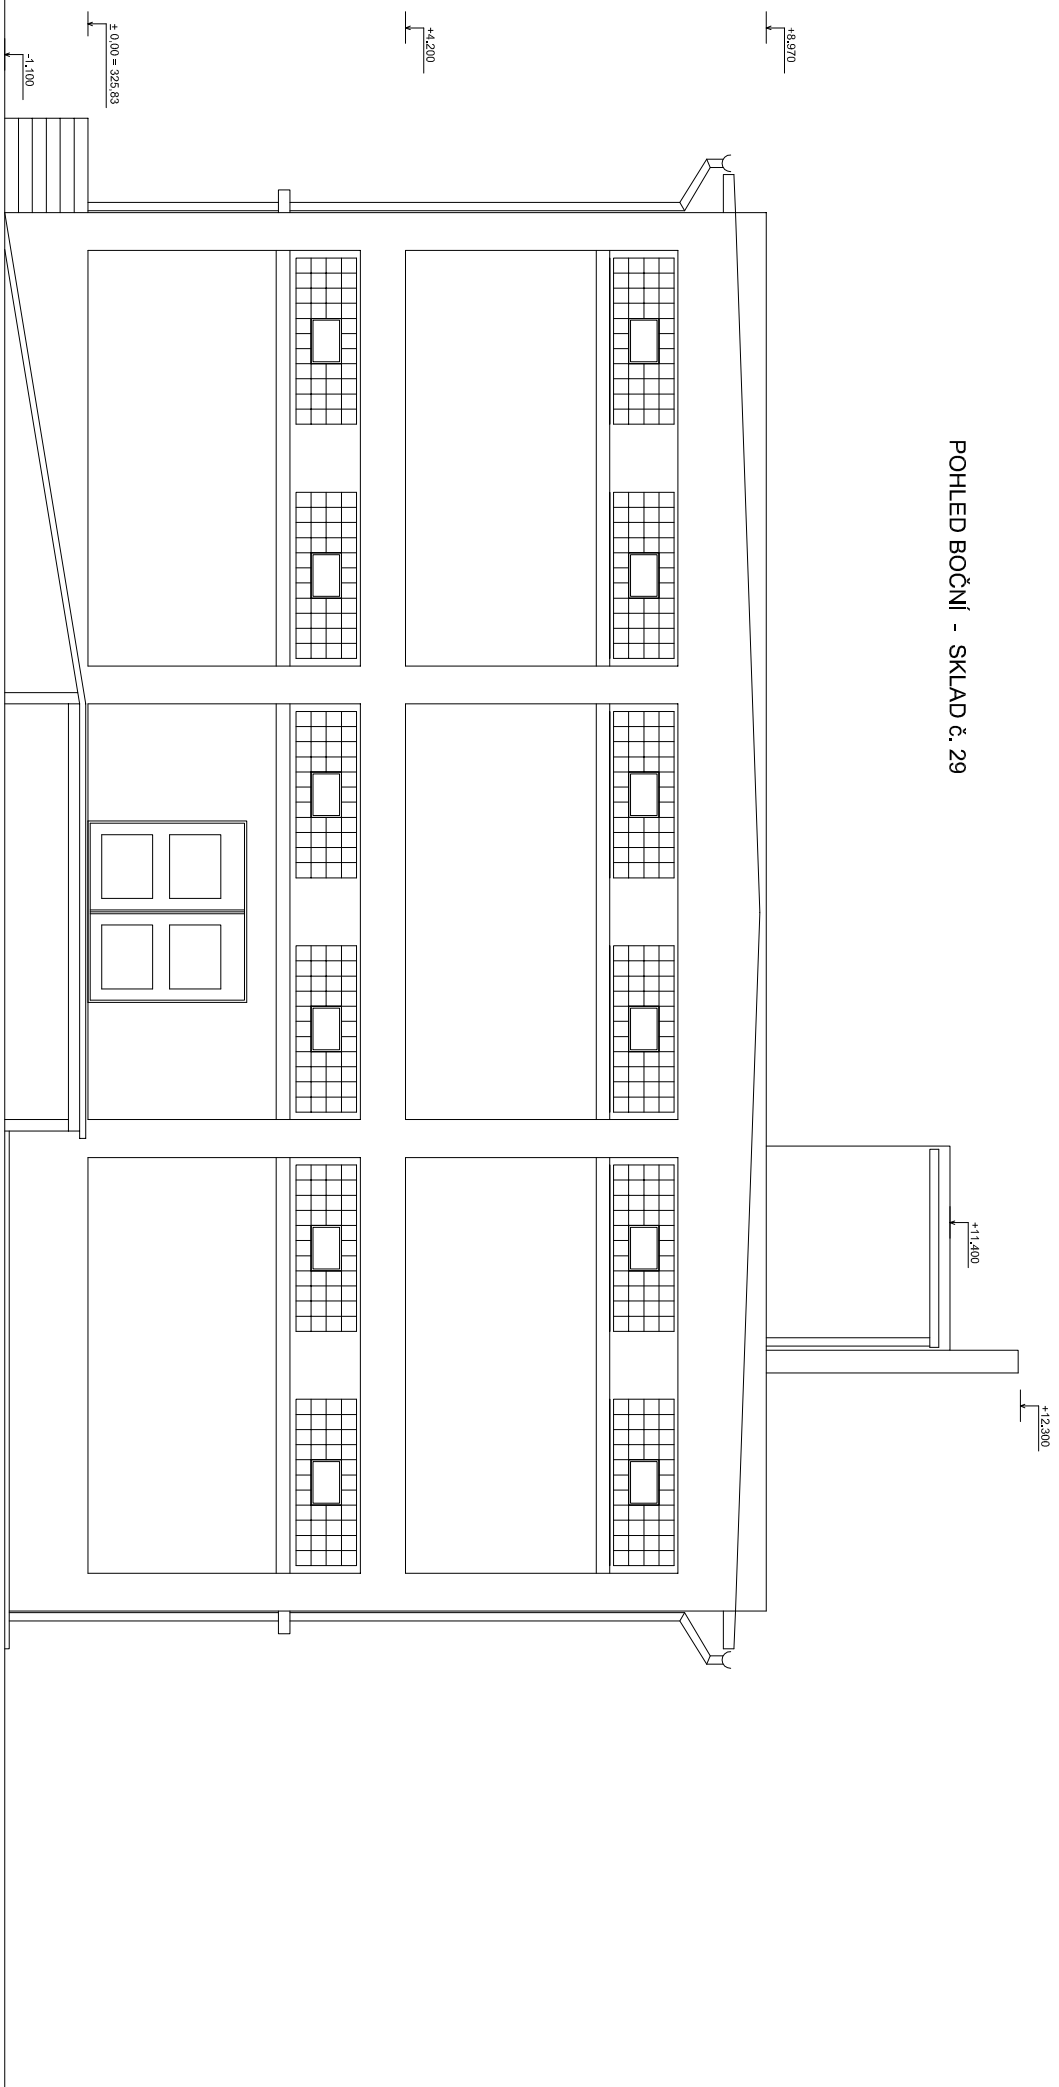 POHLED BOČNÍ - SKLAD č. 29
+12.300
+11.400
+8.970
+4.200
± 0,00 = 325,83
-1.100